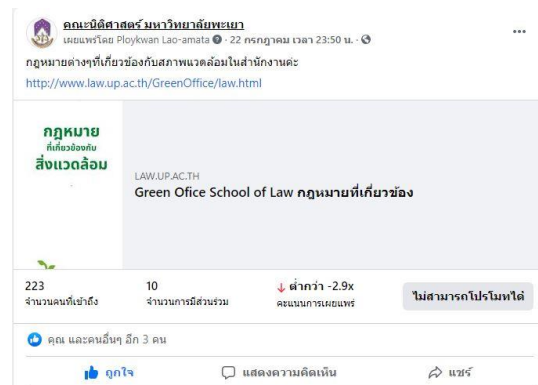 คณะนิติศาสตร์ มหาวิทยาลัยพะเยา
เผยแพร่โดย Ploykwan Lao-amata · 22 กรกฎาคม เวลา 23:50 น. ·
กฎหมายต่างๆที่เกี่ยวข้องกับสภาพแวดล้อมในสำนักงานค่ะ
http://www.law.up.ac.th/GreenOffice/law.html
กฎหมาย
ที่เกี่ยวข้องกับ
สิ่งแวดล้อม
LAW.UP.AC.TH
Green Ofice School of Law กฎหมายที่เกี่ยวข้อง
223
จำนวนคนที่เข้าถึง
10
จำนวนการมีส่วนร่วม
↓ ต่ำกว่า -2.9x
คะแนนการเผยแพร่
ไม่สามารถโปรโมทได้
คุณ และคนอื่นๆ อีก 3 คน
ถูกใจ
แสดงความคิดเห็น
แชร์